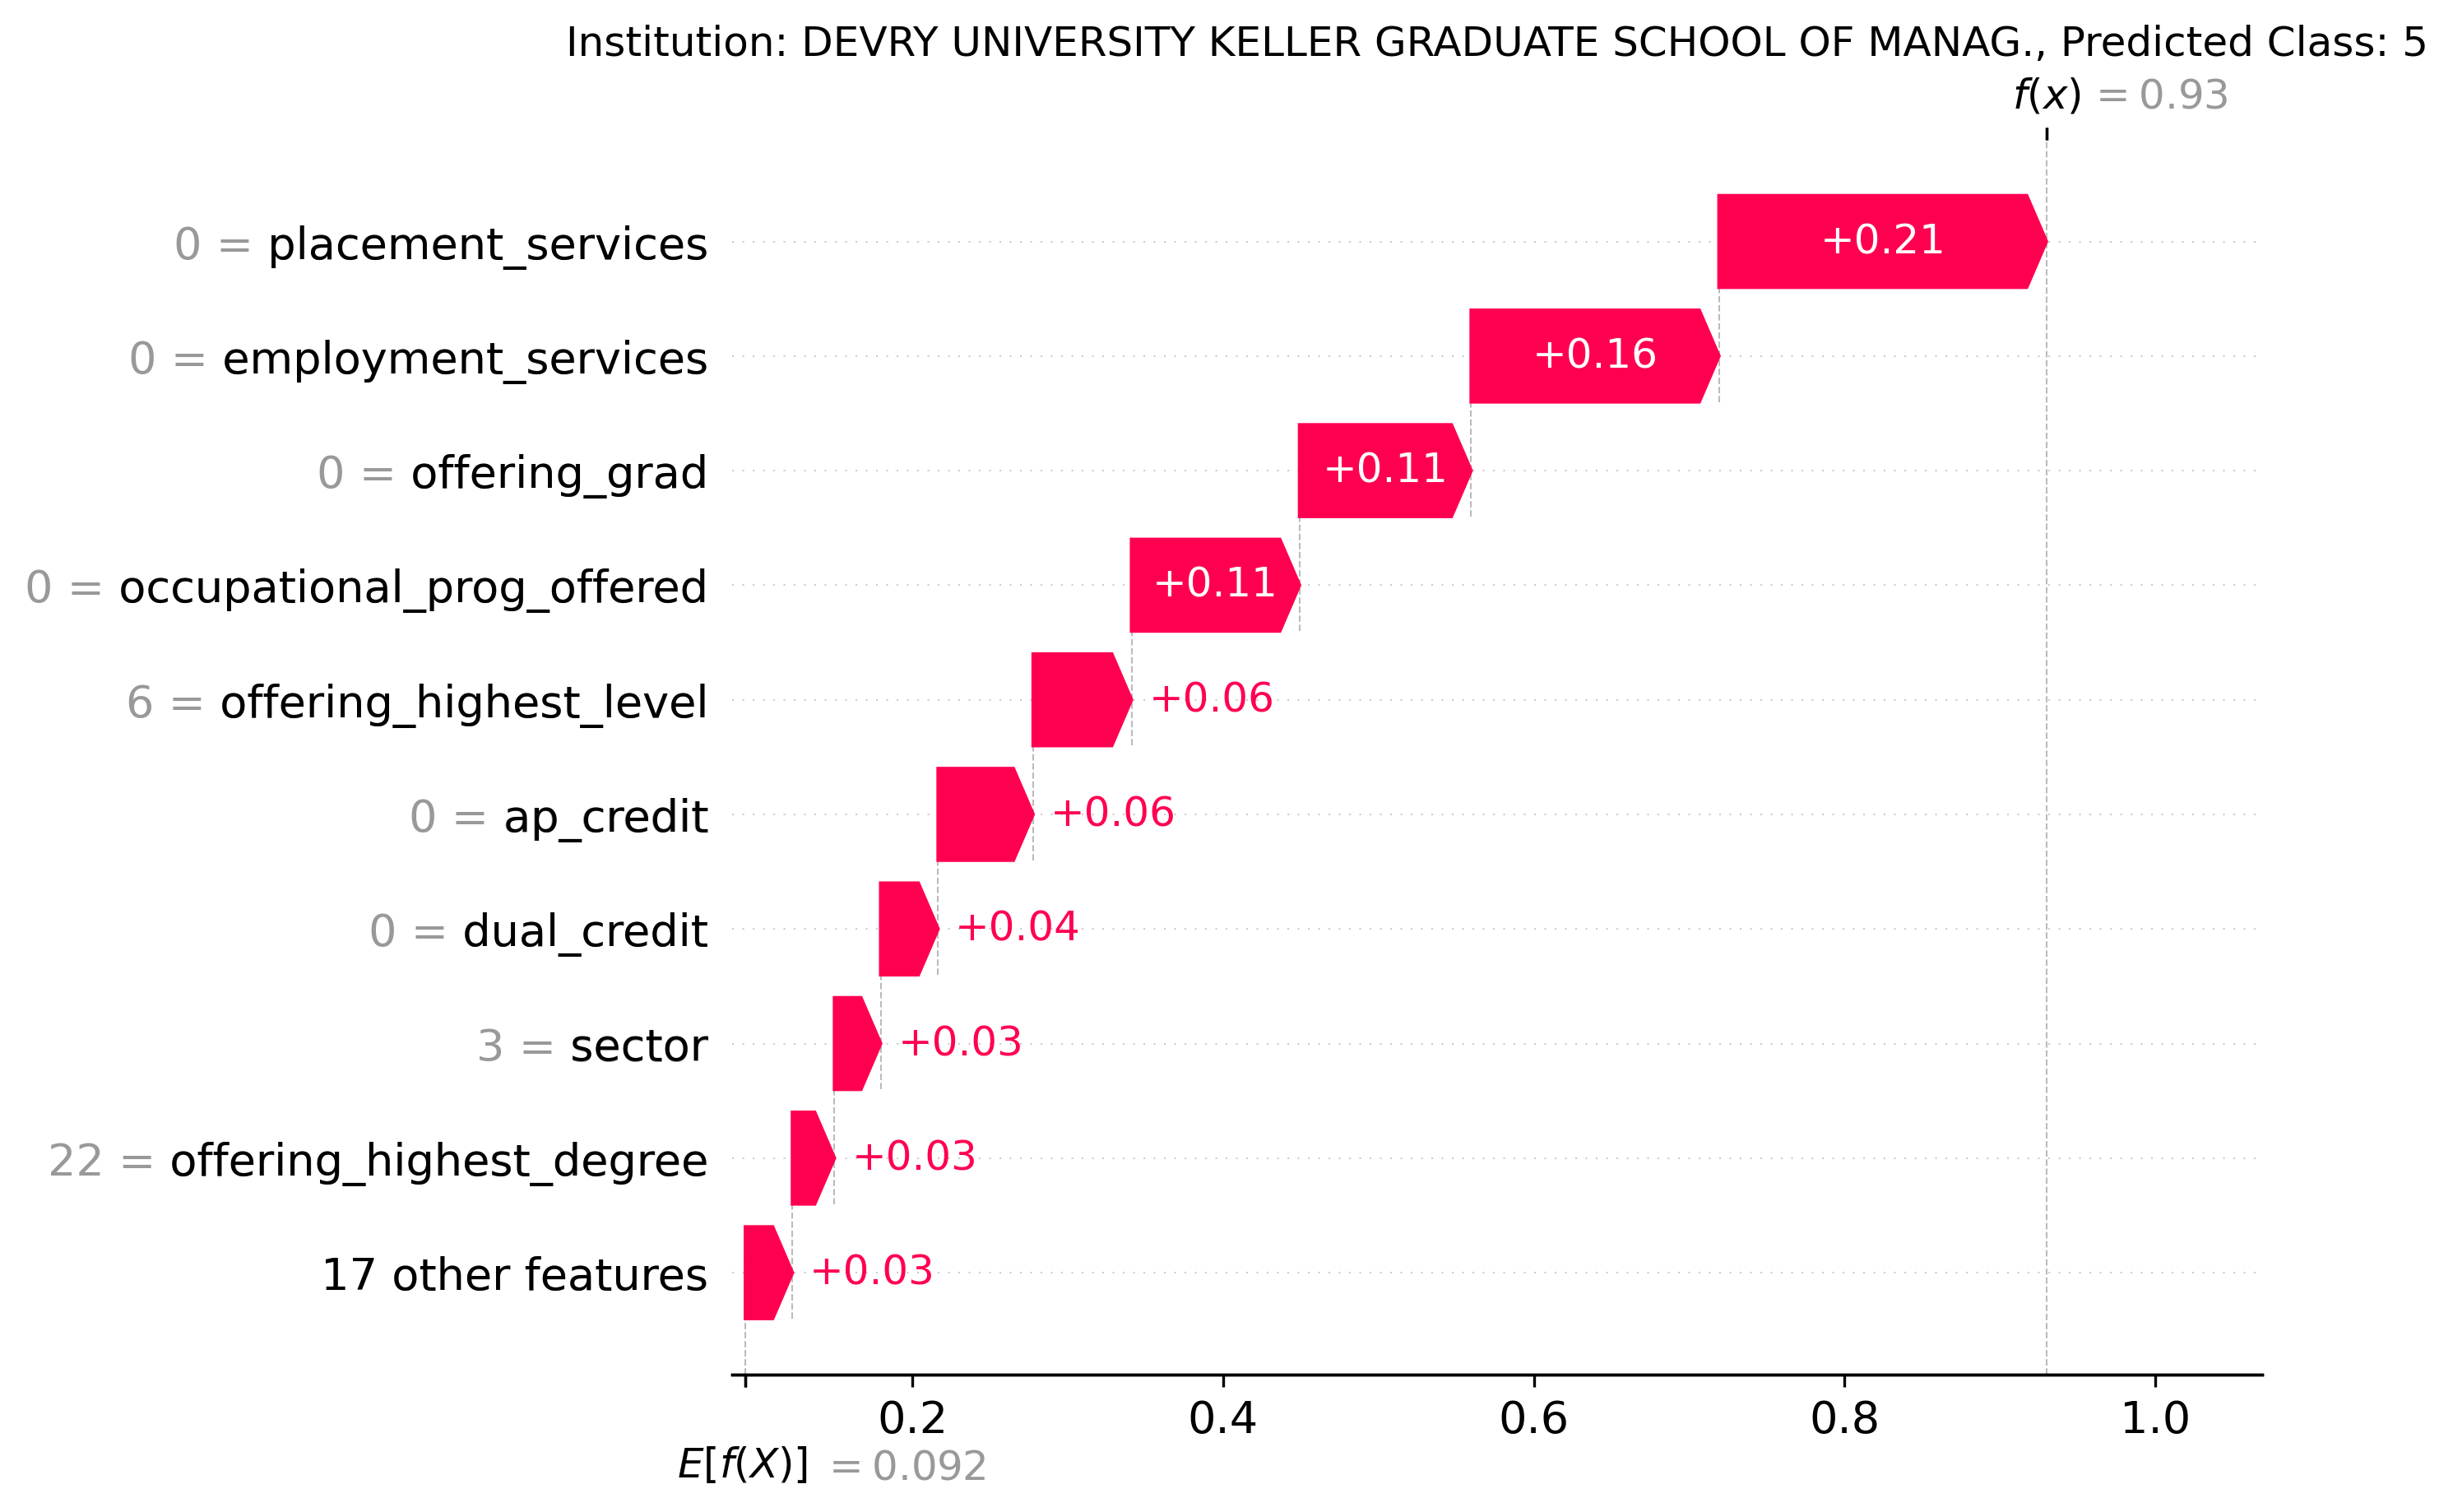 Institution: DEVRY UNIVERSITY KELLER GRADUATE SCHOOL OF MANAG., Predicted Class: 5
f(x) = 0.93
0 = placement_services +0.21
0 = employment_services +0.16
0 = offering_grad +0.11
0 = occupational_prog_offered +0.11
6 = offering_highest_level +0.06
0 = ap_credit +0.06
0 = dual_credit +0.04
3 = sector +0.03
22 = offering_highest_degree +0.03
17 other features +0.03
0.2 0.4 0.6 0.8 1.0
E[f(X)] = 0.092